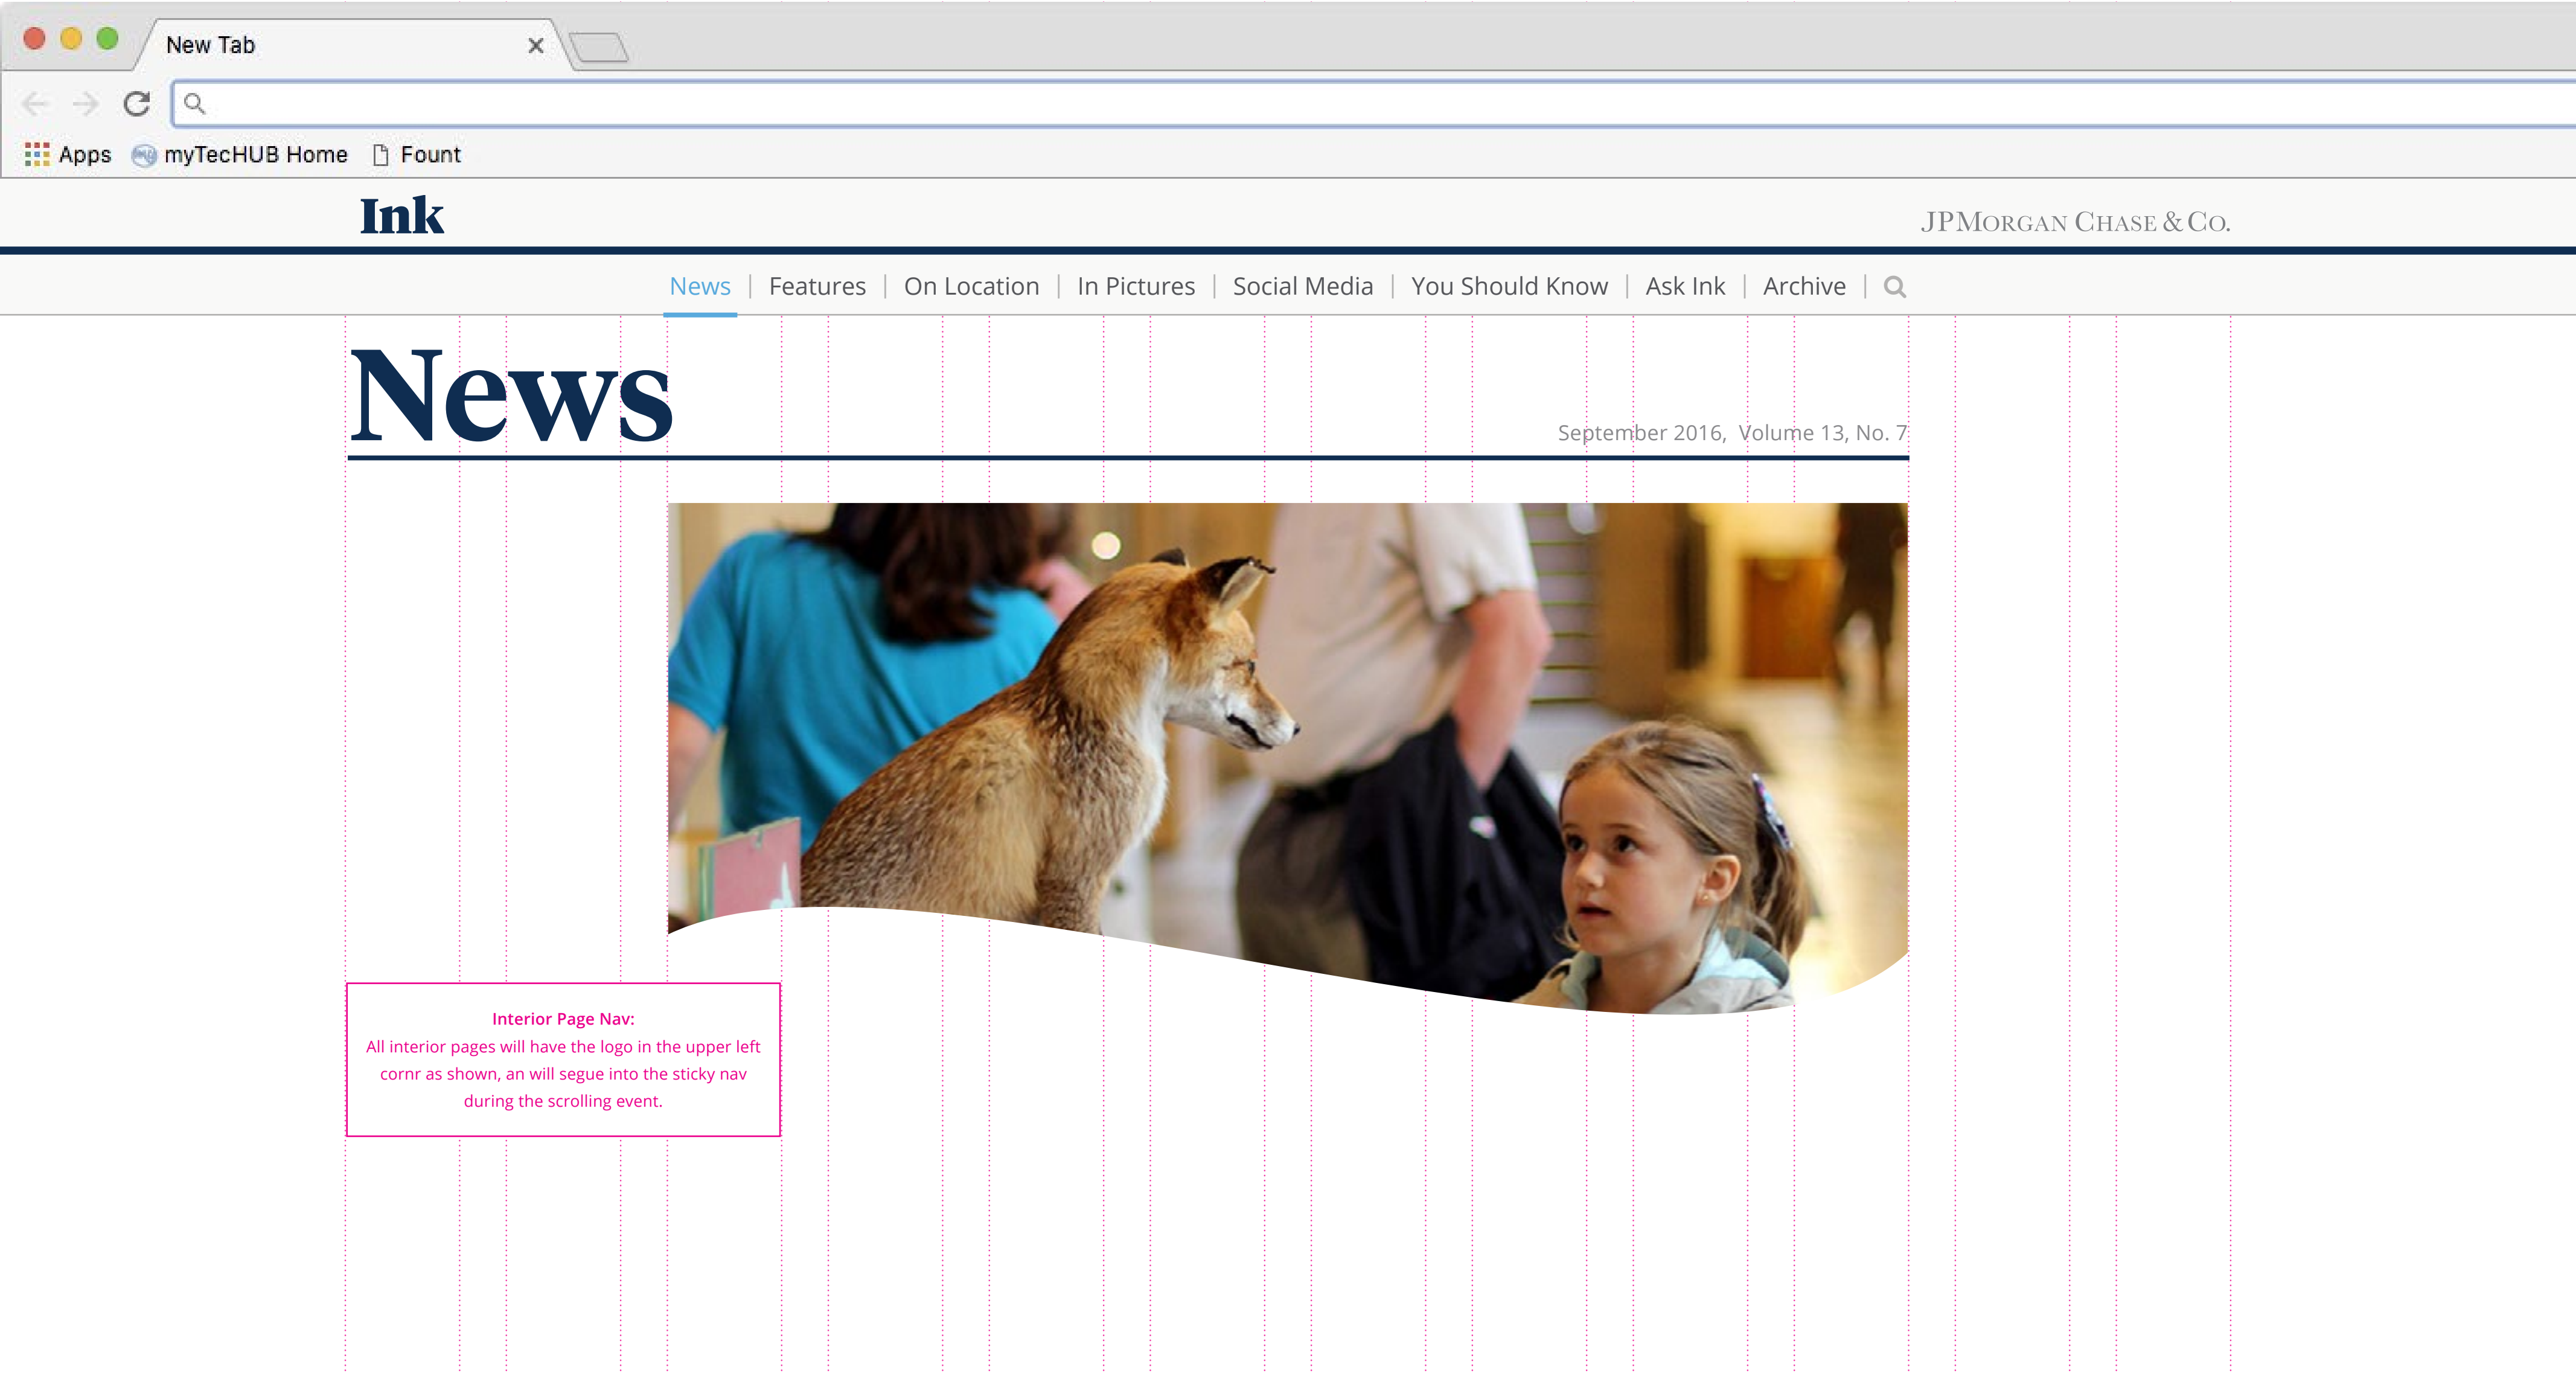 New Tab
Apps myTecHUB Home Fount
Ink
JPMORGAN CHASE & CO.
News | Features | On Location | In Pictures | Social Media | You Should Know | Ask Ink | Archive |
News
September 2016, Volume 13, No. 7
Interior Page Nav:
All interior pages will have the logo in the upper left
cornr as shown, an will segue into the sticky nav
during the scrolling event.